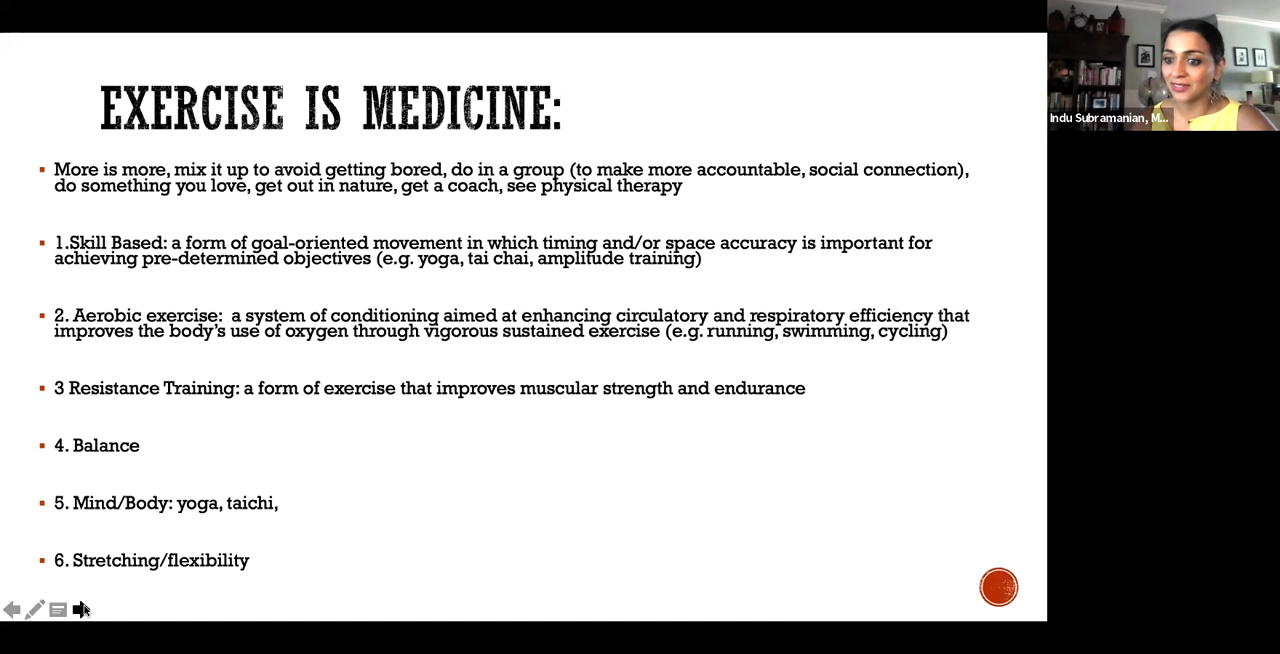 EXERCISE IS MEDICINE:
Indu Subramanian, M...
More is more, mix it up to avoid getting bored, do in a group (to make more accountable, social connection),
do something you love, get out in nature, get a coach, see physical therapy
1.Skill Based: a form of goal-oriented movement in which timing and/or space accuracy is important for
achieving pre-determined objectives (e.g. yoga, tai chai, amplitude training)
2. Aerobic exercise:  a system of conditioning aimed at enhancing circulatory and respiratory efficiency that
improves the body's use of oxygen through vigorous sustained exercise (e.g. running, swimming, cycling)
3 Resistance Training: a form of exercise that improves muscular strength and endurance
4. Balance
5. Mind/Body: yoga, taichi,
6. Stretching/flexibility